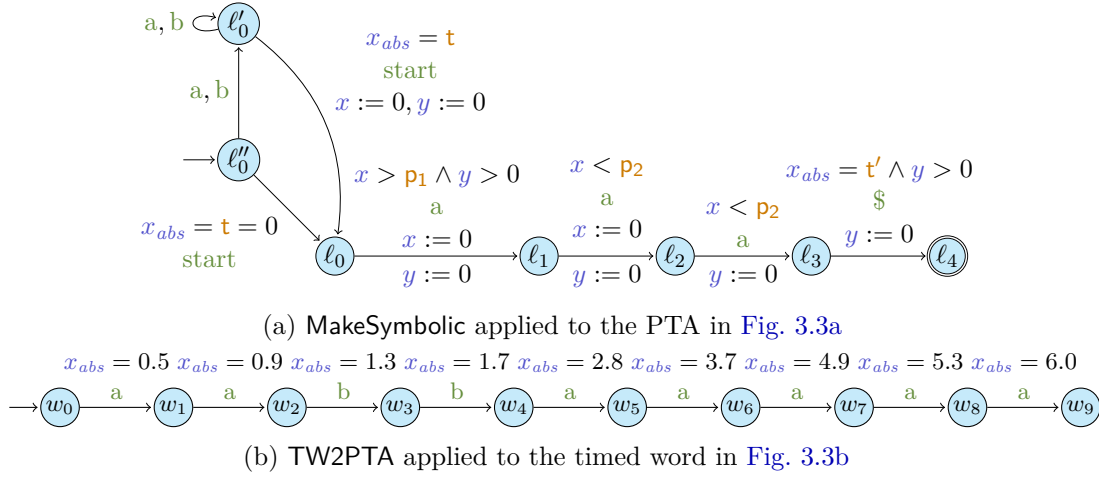 ℓ′₀
a, b
x_abs = t
start
x := 0, y := 0
a, b
ℓ″₀
x_abs = t = 0
start
x > p₁ ∧ y > 0
a
x := 0
y := 0
x < p₂
a
x := 0
y := 0
x < p₂
a
y := 0
x_abs = t′ ∧ y > 0
$
y := 0
ℓ₀ ℓ₁ ℓ₂ ℓ₃ ℓ₄
(a) MakeSymbolic applied to the PTA in Fig. 3.3a
x_abs = 0.5 x_abs = 0.9 x_abs = 1.3 x_abs = 1.7 x_abs = 2.8 x_abs = 3.7 x_abs = 4.9 x_abs = 5.3 x_abs = 6.0
w₀ a w₁ a w₂ b w₃ b w₄ a w₅ a w₆ a w₇ a w₈ a w₉
(b) TW2PTA applied to the timed word in Fig. 3.3b